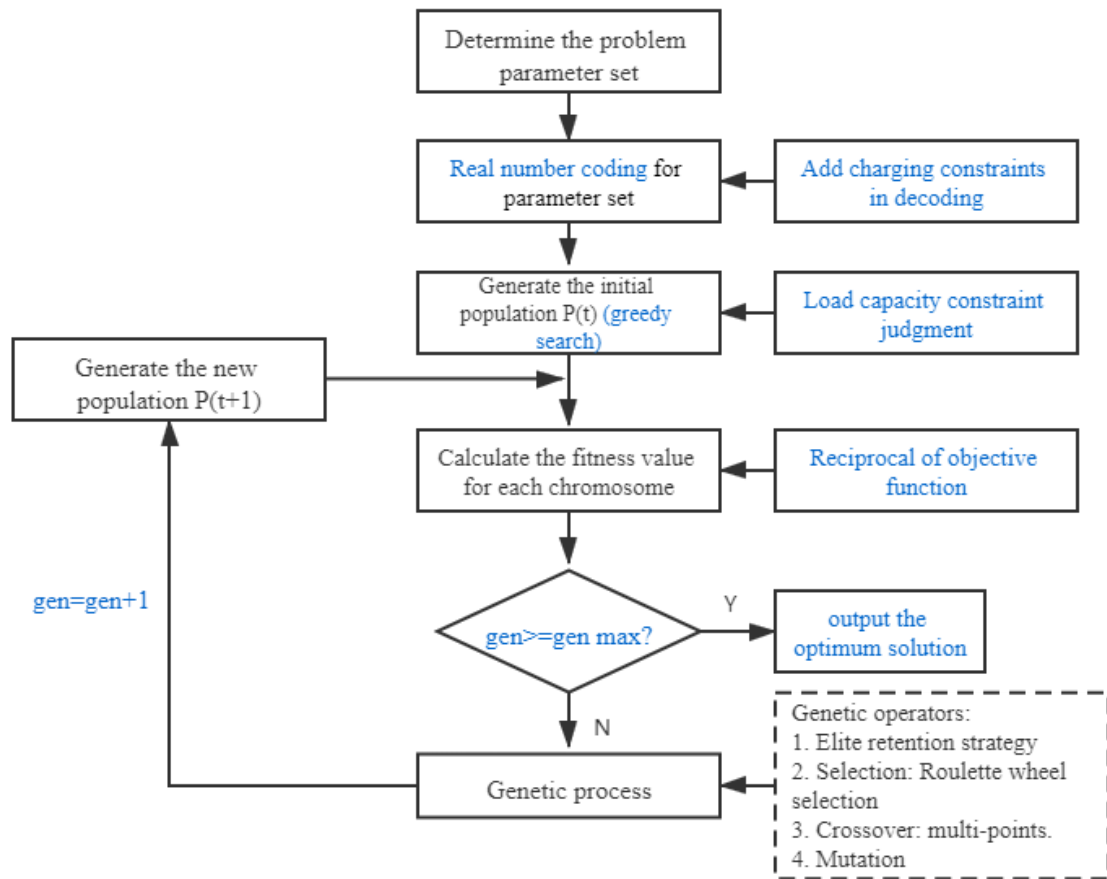 Determine the problem
parameter set
Real number coding for
parameter set
Add charging constraints
in decoding
Generate the initial
population P(t) (greedy
search)
Load capacity constraint
judgment
Generate the new
population P(t+1)
Calculate the fitness value
for each chromosome
Reciprocal of objective
function
gen=gen+1
gen>=gen max?
Y
output the
optimum solution
N
Genetic process
Genetic operators:
1. Elite retention strategy
2. Selection: Roulette wheel
selection
3. Crossover: multi-points.
4. Mutation